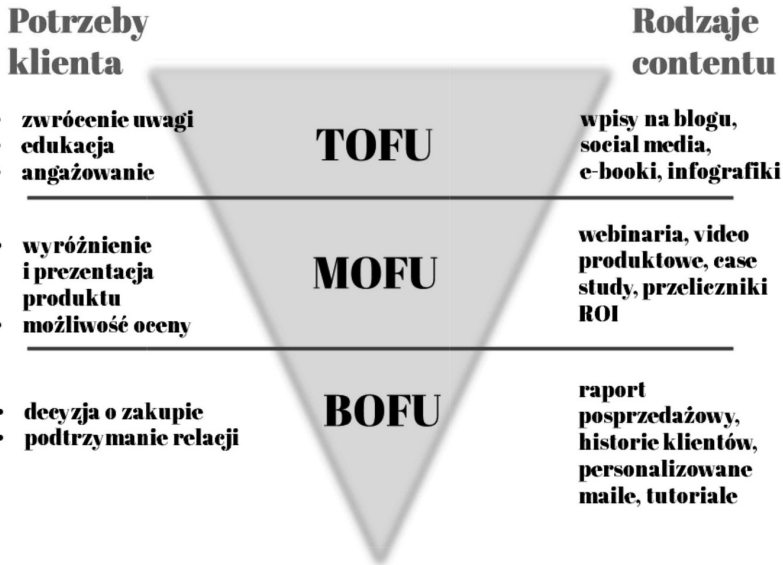 Potrzeby
klienta
Rodzaje
contentu
• zwrócenie uwagi
• edukacja
• angażowanie
TOFU
wpisy na blogu,
social media,
e-booki, infografiki
• wyróżnienie
i prezentacja
produktu
• możliwość oceny
MOFU
webinaria, video
produktowe, case
study, przeliczniki
ROI
• decyzja o zakupie
• podtrzymanie relacji
BOFU
raport
posprzedażowy,
historie klientów,
personalizowane
maile, tutoriale